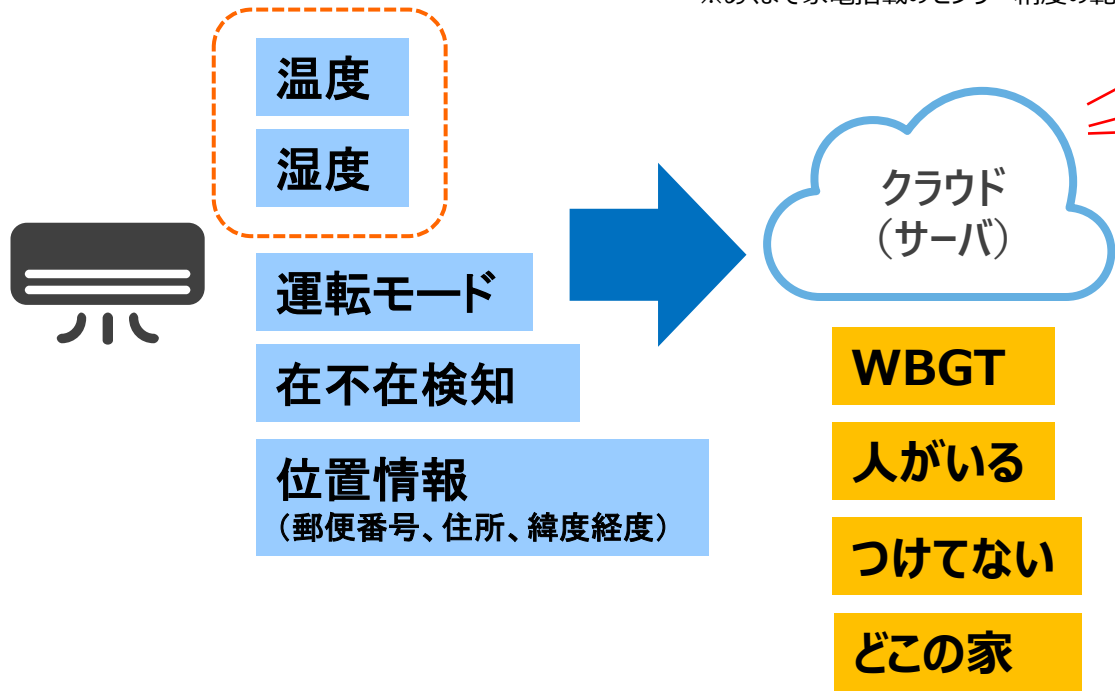 温度
湿度
運転モード
在不在検知
位置情報
（郵便番号、住所、緯度経度）
クラウド
（サーバ）
WBGT
人がいる
つけてない
どこの家